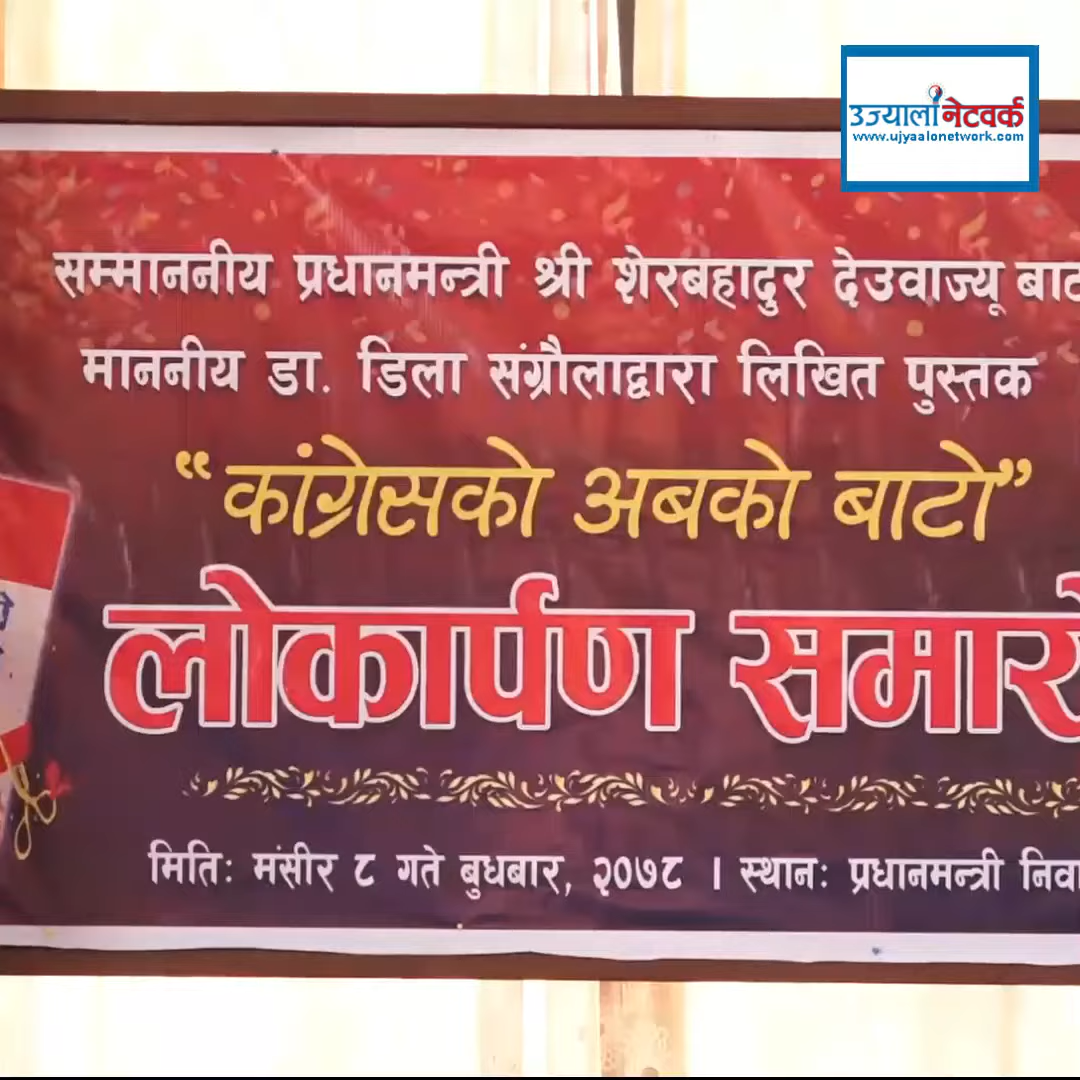 उज्यालो नेटवर्क
www.ujyaalonetwork.com
सम्माननीय प्रधानमन्त्री श्री शेरबहादुर देउवाज्यू
माननीय डा. डिला संग्रौलाद्वारा लिखित पुस्तक
“कांग्रेसको अबको बाटो”
लोकार्पण
मितिः मंसीर ८ गते बुधबार, २०७८ । स्थानः प्रधानमन्त्री